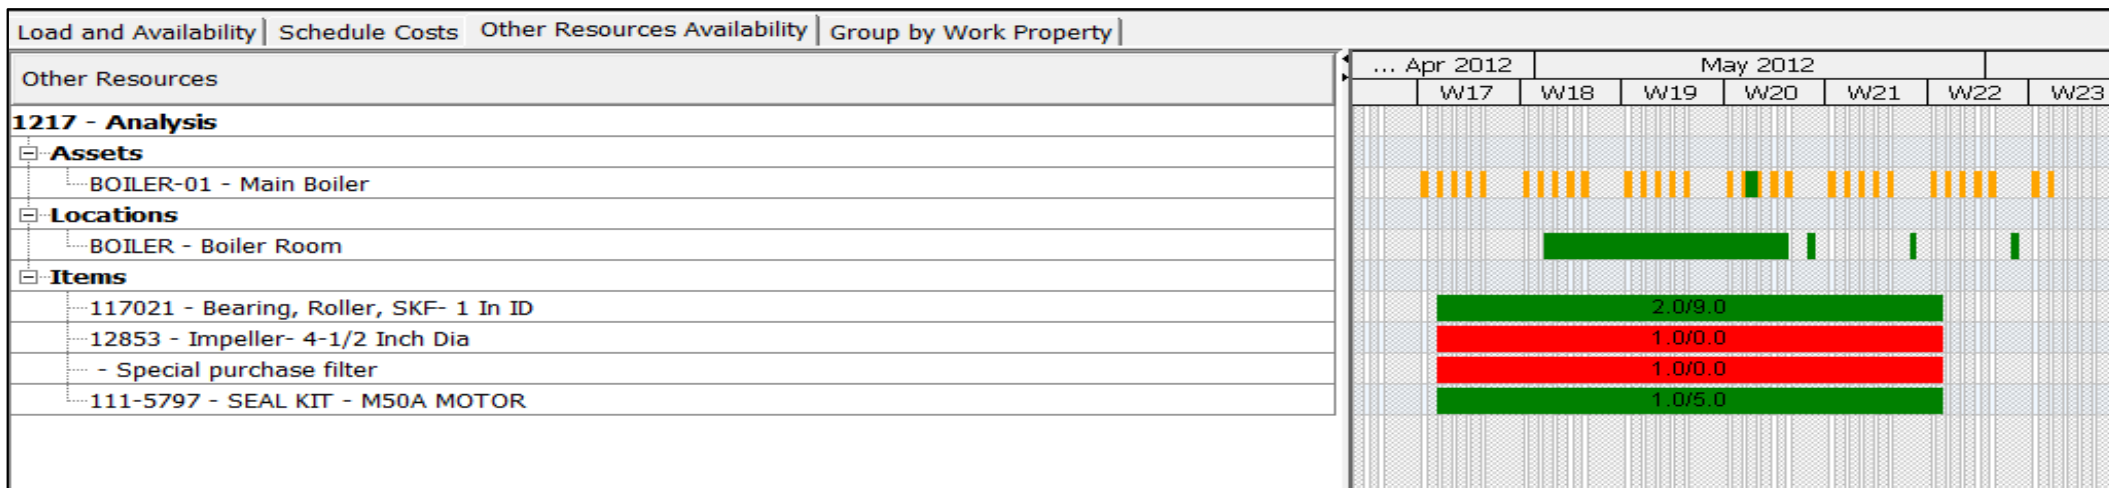 Load and Availability Schedule Costs Other Resources Availability Group by Work Property
Other Resources
... Apr 2012 May 2012
W17 W18 W19 W20 W21 W22 W23
1217 - Analysis
Assets
BOILER-01 - Main Boiler
Locations
BOILER - Boiler Room
Items
117021 - Bearing, Roller, SKF- 1 In ID 2.0/9.0
12853 - Impeller- 4-1/2 Inch Dia 1.0/0.0
- Special purchase filter 1.0/0.0
111-5797 - SEAL KIT - M50A MOTOR 1.0/5.0